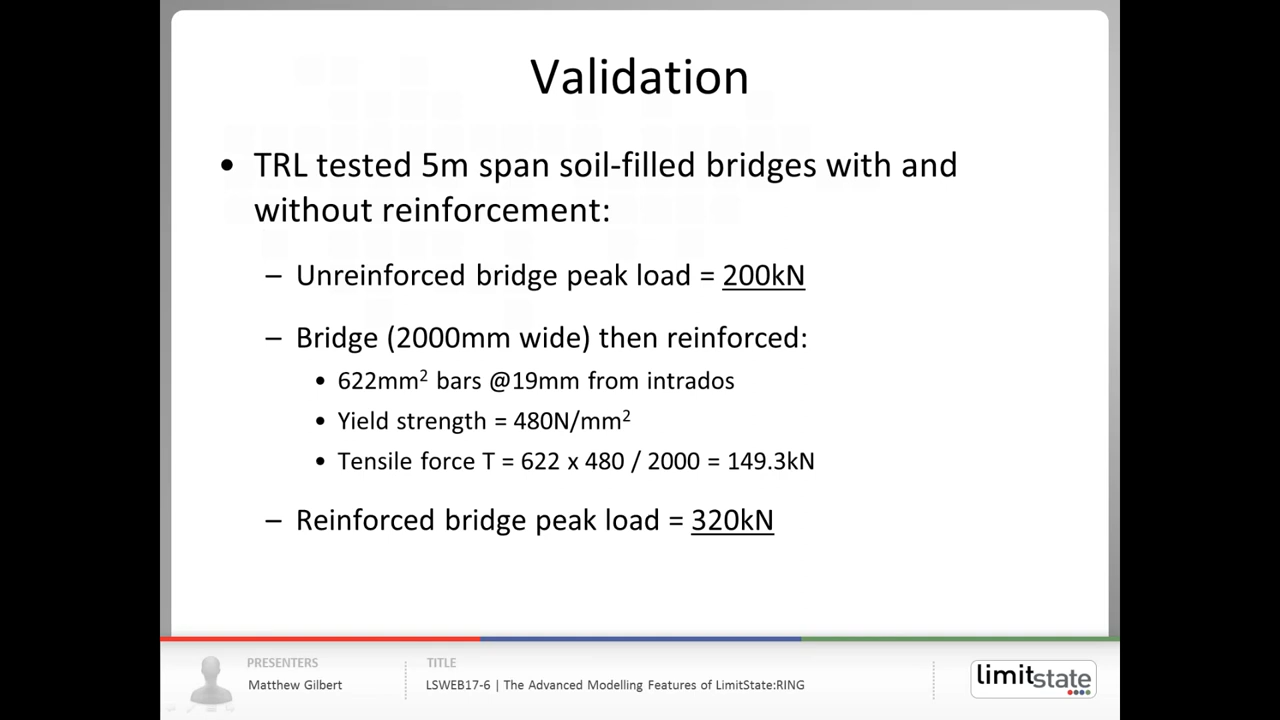 Validation
• TRL tested 5m span soil-filled bridges with and
without reinforcement:
– Unreinforced bridge peak load = 200kN
– Bridge (2000mm wide) then reinforced:
• 622mm² bars @19mm from intrados
• Yield strength = 480N/mm²
• Tensile force T = 622 x 480 / 2000 = 149.3kN
– Reinforced bridge peak load = 320kN
PRESENTERS
Matthew Gilbert
TITLE
LSWEB17-6 | The Advanced Modelling Features of LimitState:RING
limitstate